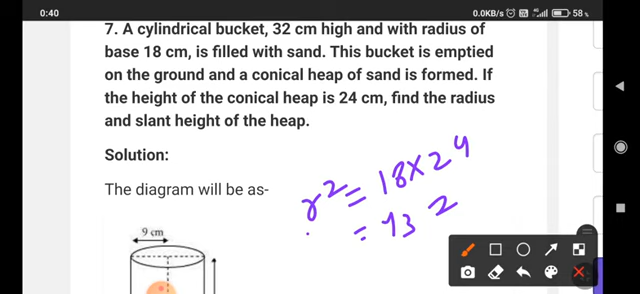 0:40 0.0KB/s 4G 58%
7. A cylindrical bucket, 32 cm high and with radius of
base 18 cm, is filled with sand. This bucket is emptied
on the ground and a conical heap of sand is formed. If
the height of the conical heap is 24 cm, find the radius
and slant height of the heap.
Solution:
The diagram will be as-
r² = 18×24
= 432
9 cm